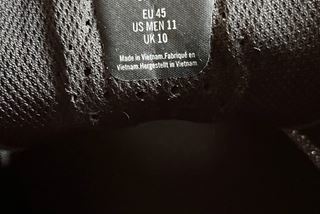 EU 45
US MEN 11
UK 10
Made in Vietnam.Fabriqué en
Vietnam.Hergestellt in Vietnam